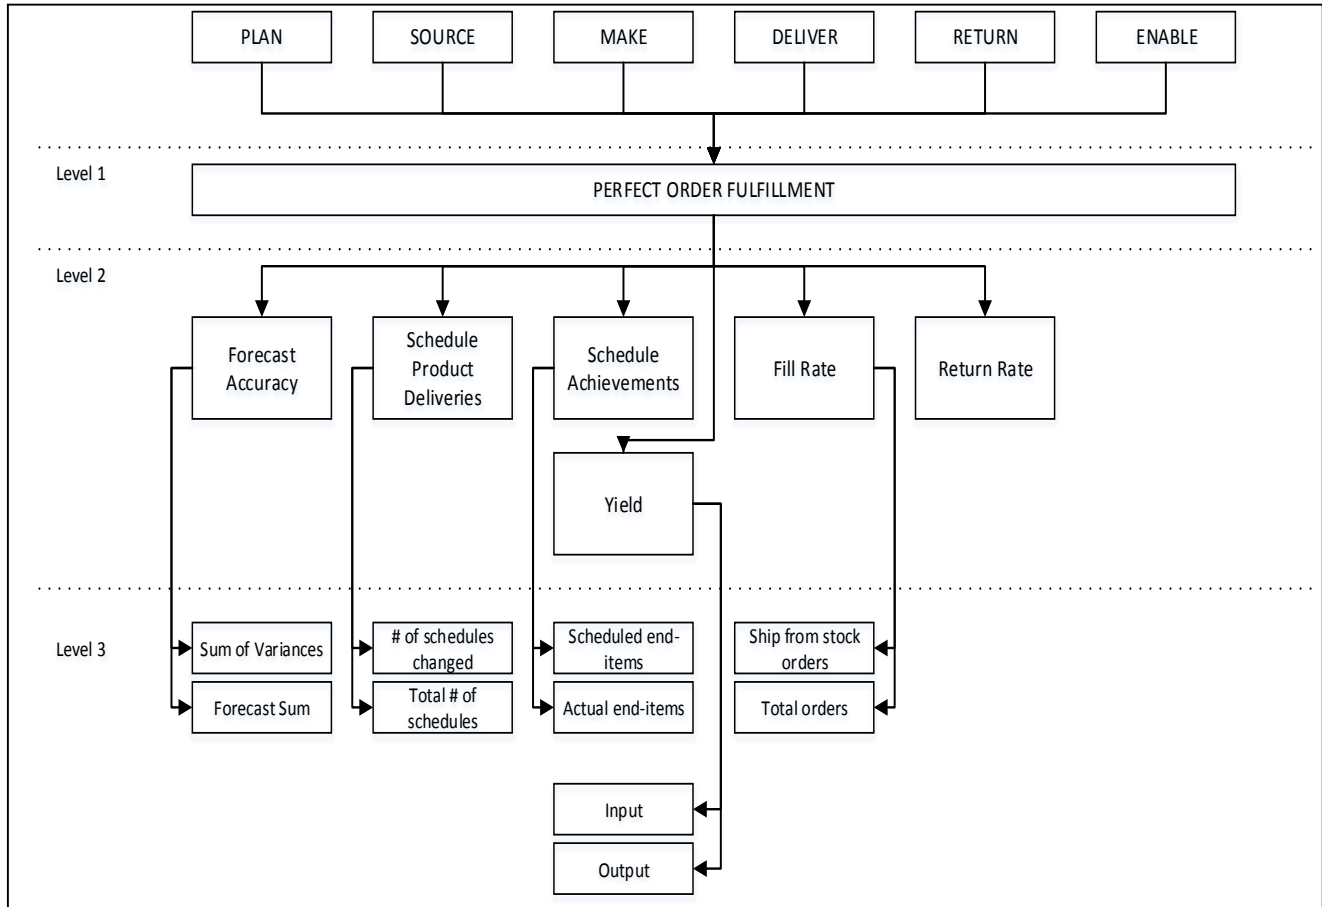 PLAN
SOURCE
MAKE
DELIVER
RETURN
ENABLE
Level 1
PERFECT ORDER FULFILLMENT
Level 2
Forecast
Accuracy
Schedule
Product
Deliveries
Schedule
Achievements
Fill Rate
Return Rate
Yield
Level 3
Sum of Variances
# of schedules
changed
Scheduled end-
items
Ship from stock
orders
Forecast Sum
Total # of
schedules
Actual end-items
Total orders
Input
Output